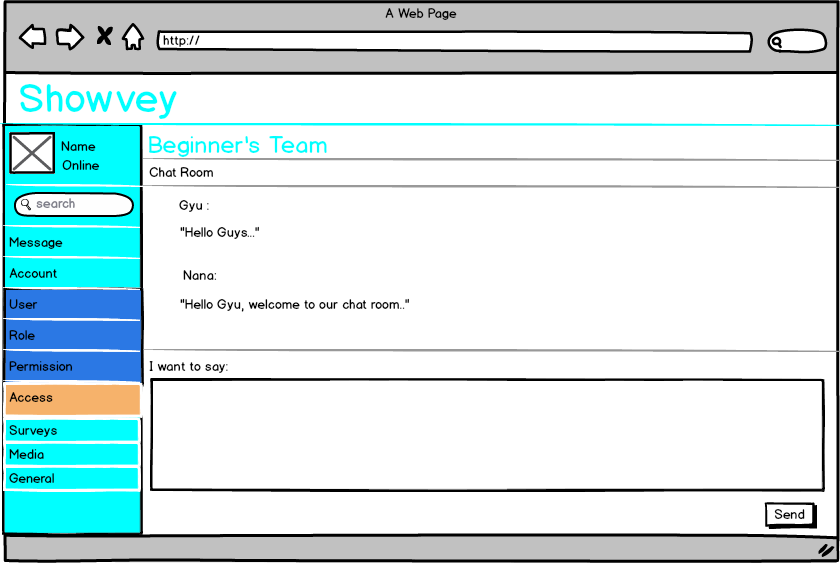 A Web Page
http://
Showvey
Name
Online
search
Message
Account
User
Role
Permission
Access
Surveys
Media
General
Beginner's Team
Chat Room
Gyu :
"Hello Guys..."
Nana:
"Hello Gyu, welcome to our chat room.."
I want to say:
Send